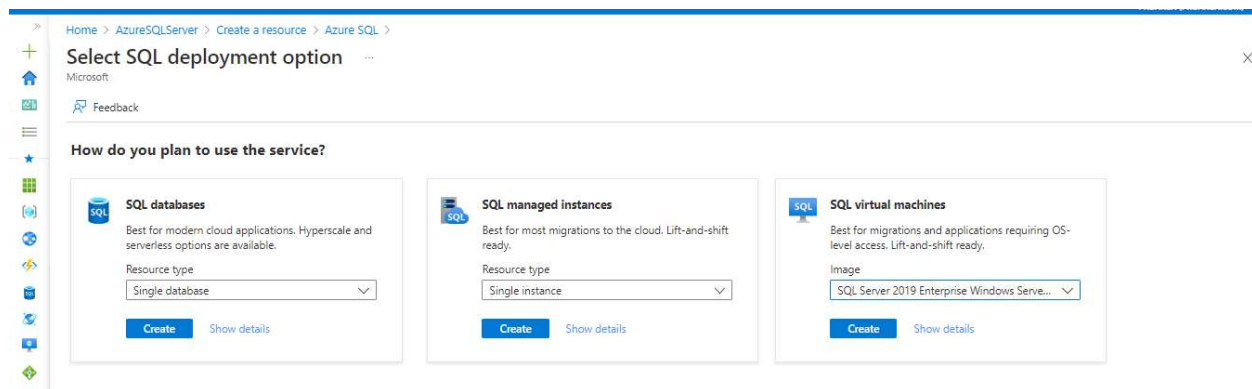 Home > AzureSQLServer > Create a resource > Azure SQL >
Select SQL deployment option ...
Microsoft
Feedback
How do you plan to use the service?
SQL
SQL databases
Best for modern cloud applications. Hyperscale and
serverless options are available.
Resource type
Single database
Create Show details
SQL
SQL managed instances
Best for most migrations to the cloud. Lift-and-shift
ready.
Resource type
Single instance
Create Show details
SQL
SQL virtual machines
Best for migrations and applications requiring OS-
level access. Lift-and-shift ready.
Image
SQL Server 2019 Enterprise Windows Serve...
Create Show details